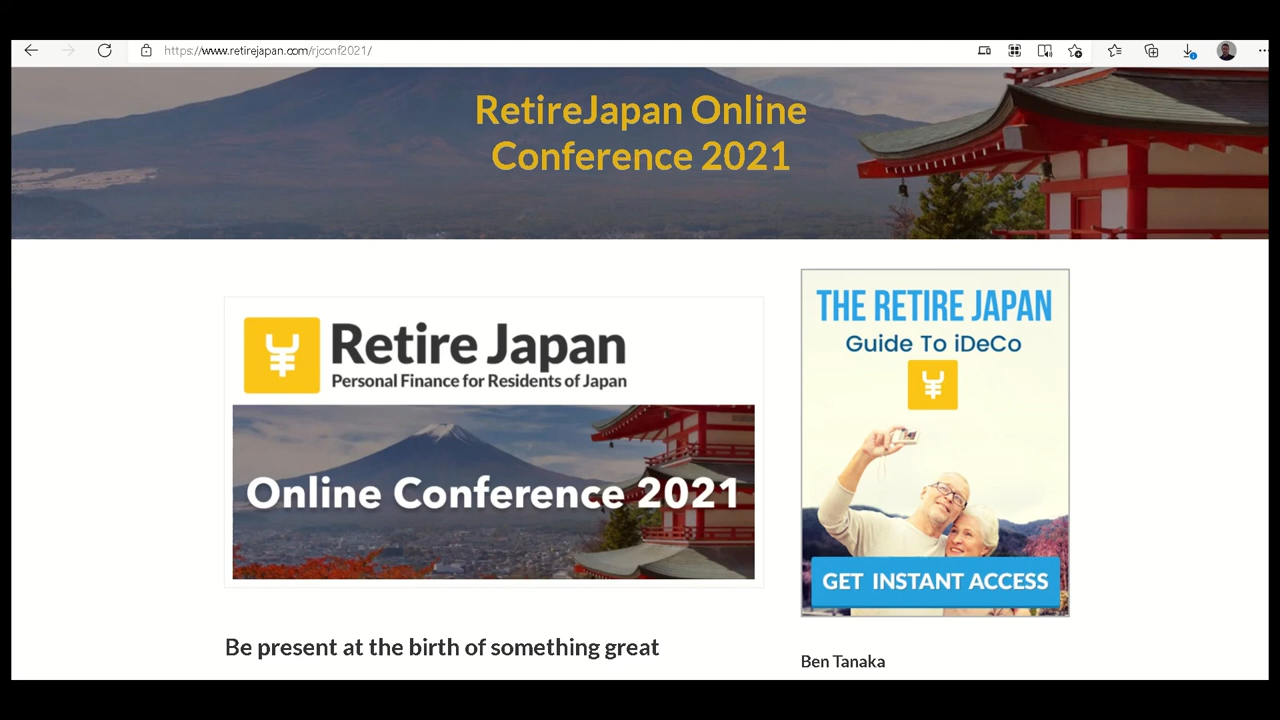 https://www.retirejapan.com/rjconf2021/
RetireJapan Online
Conference 2021
Retire Japan
Personal Finance for Residents of Japan
Online Conference 2021
Be present at the birth of something great
THE RETIRE JAPAN
Guide To iDeCo
GET INSTANT ACCESS
Ben Tanaka